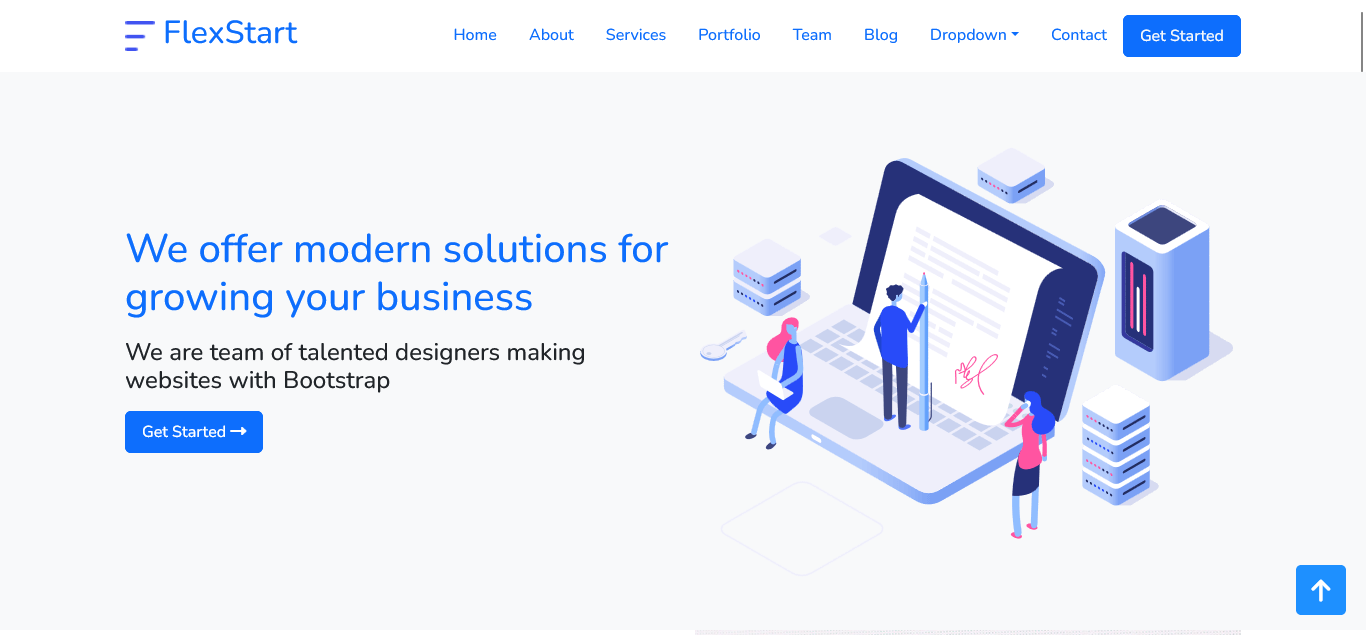 FlexStart
Home About Services Portfolio Team Blog Dropdown Contact Get Started
We offer modern solutions for
growing your business
We are team of talented designers making
websites with Bootstrap
Get Started